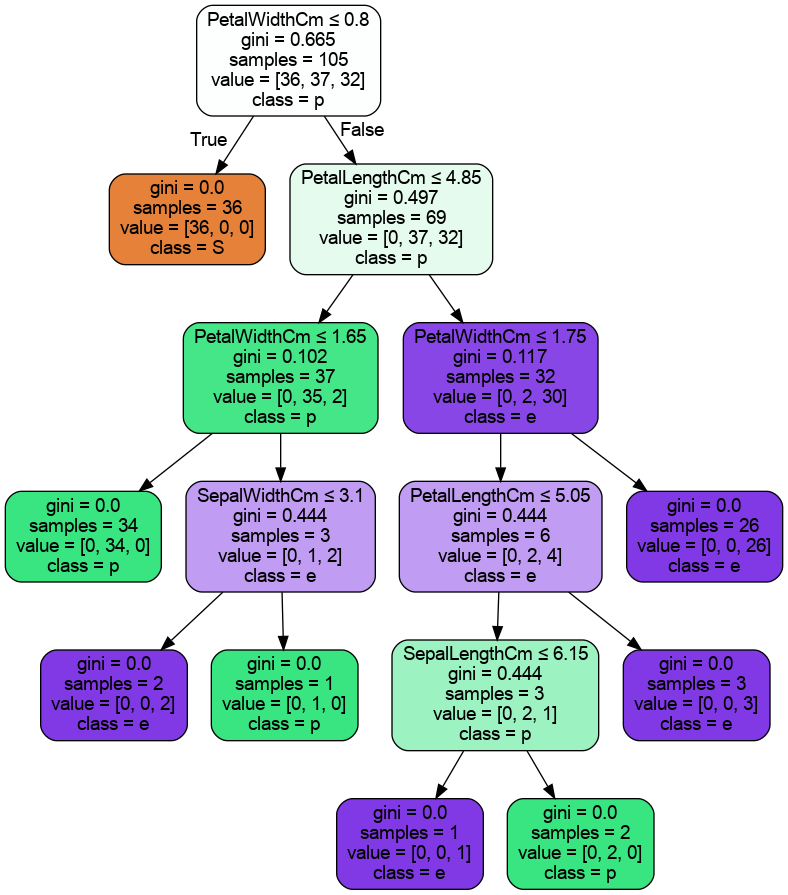 PetalWidthCm ≤ 0.8
gini = 0.665
samples = 105
value = [36, 37, 32]
class = p
True
False
gini = 0.0
samples = 36
value = [36, 0, 0]
class = S
PetalLengthCm ≤ 4.85
gini = 0.497
samples = 69
value = [0, 37, 32]
class = p
PetalWidthCm ≤ 1.65
gini = 0.102
samples = 37
value = [0, 35, 2]
class = p
PetalWidthCm ≤ 1.75
gini = 0.117
samples = 32
value = [0, 2, 30]
class = e
gini = 0.0
samples = 34
value = [0, 34, 0]
class = p
SepalWidthCm ≤ 3.1
gini = 0.444
samples = 3
value = [0, 1, 2]
class = e
PetalLengthCm ≤ 5.05
gini = 0.444
samples = 6
value = [0, 2, 4]
class = e
gini = 0.0
samples = 26
value = [0, 0, 26]
class = e
gini = 0.0
samples = 2
value = [0, 0, 2]
class = e
gini = 0.0
samples = 1
value = [0, 1, 0]
class = p
SepalLengthCm ≤ 6.15
gini = 0.444
samples = 3
value = [0, 2, 1]
class = p
gini = 0.0
samples = 3
value = [0, 0, 3]
class = e
gini = 0.0
samples = 1
value = [0, 0, 1]
class = e
gini = 0.0
samples = 2
value = [0, 2, 0]
class = p